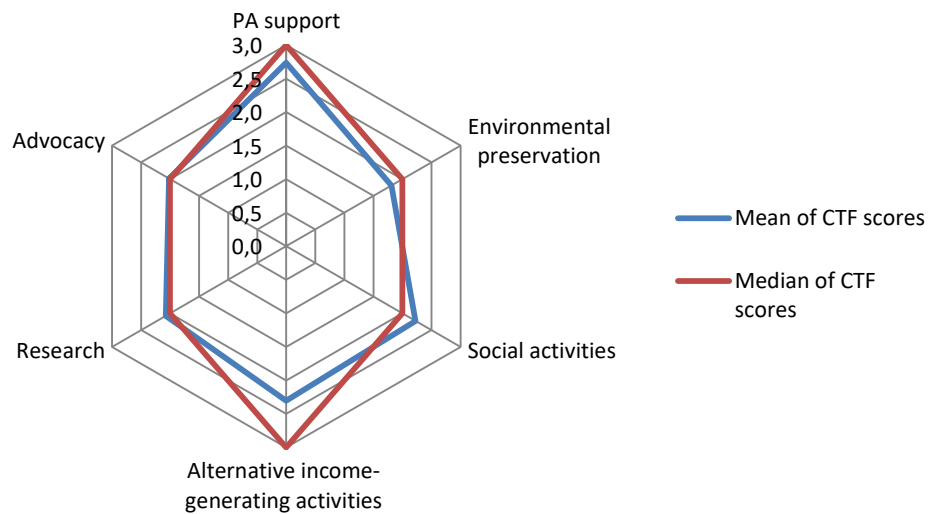 PA support
3,0
2,5
2,0
1,5
1,0
0,5
0,0
Advocacy
Environmental
preservation
Mean of CTF scores
Median of CTF
scores
Research
Social activities
Alternative income-
generating activities